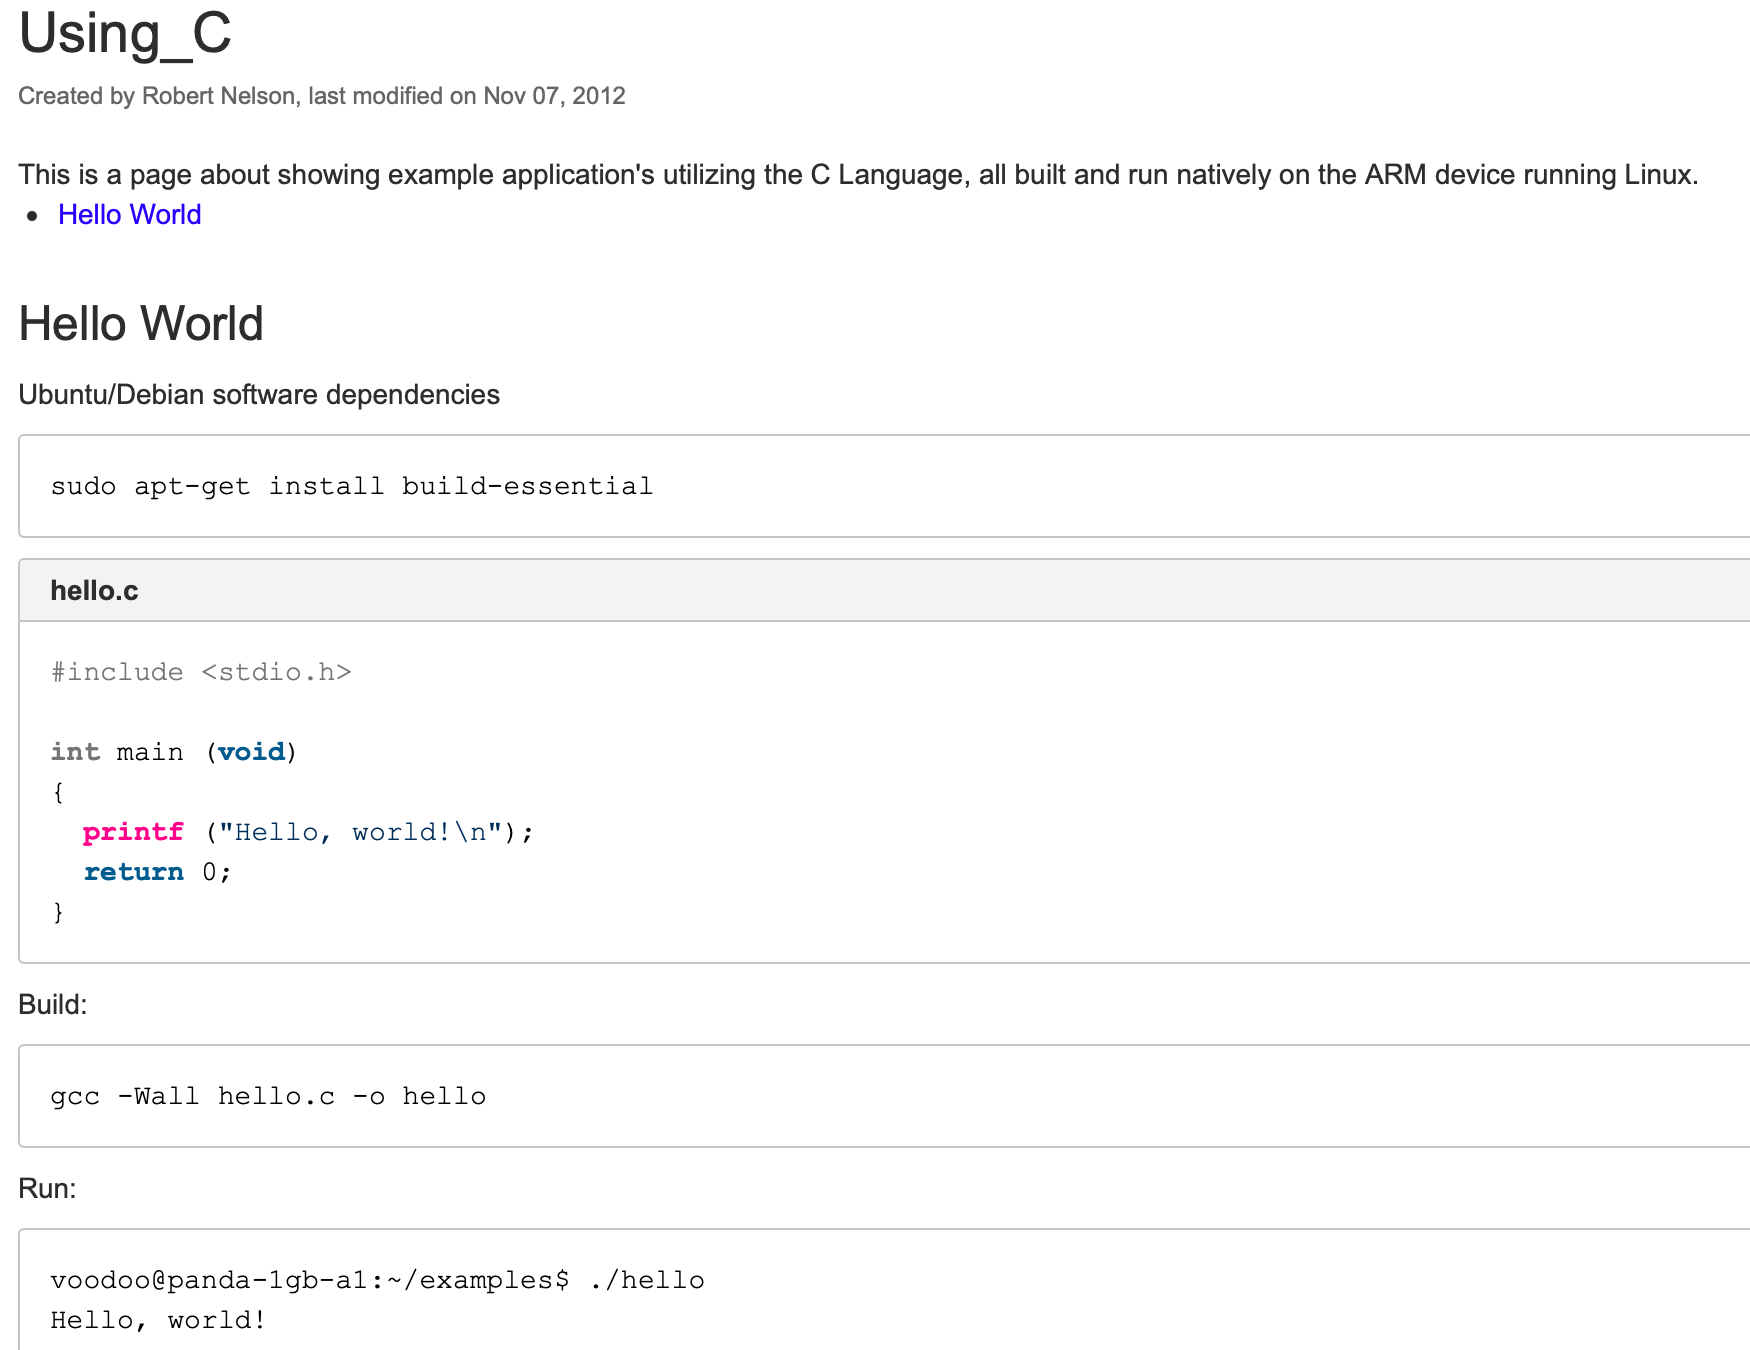 Using_C
Created by Robert Nelson, last modified on Nov 07, 2012
This is a page about showing example application's utilizing the C Language, all built and run natively on the ARM device running Linux.
• Hello World
Hello World
Ubuntu/Debian software dependencies
sudo apt-get install build-essential
hello.c
#include <stdio.h>
int main (void)
{
  printf ("Hello, world!\n");
  return 0;
}
Build:
gcc -Wall hello.c -o hello
Run:
voodoo@panda-1gb-a1:~/examples$ ./hello
Hello, world!